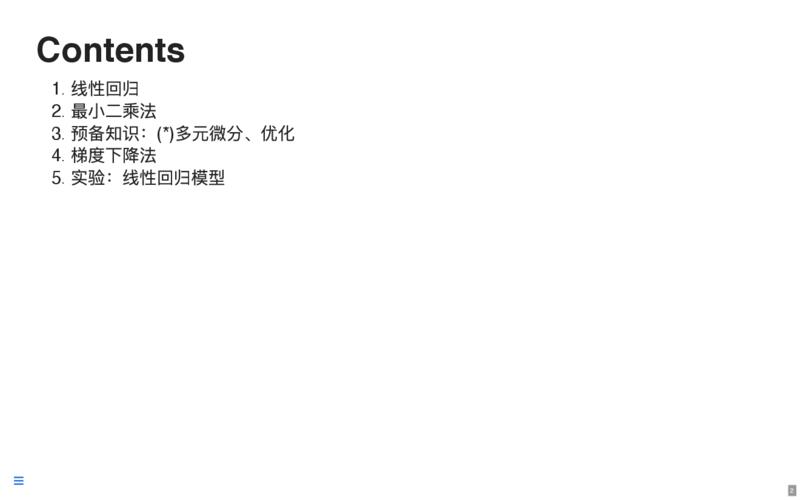 Contents
1. 线性回归
2. 最小二乘法
3. 预备知识：(*)多元微分、优化
4. 梯度下降法
5. 实验：线性回归模型
2